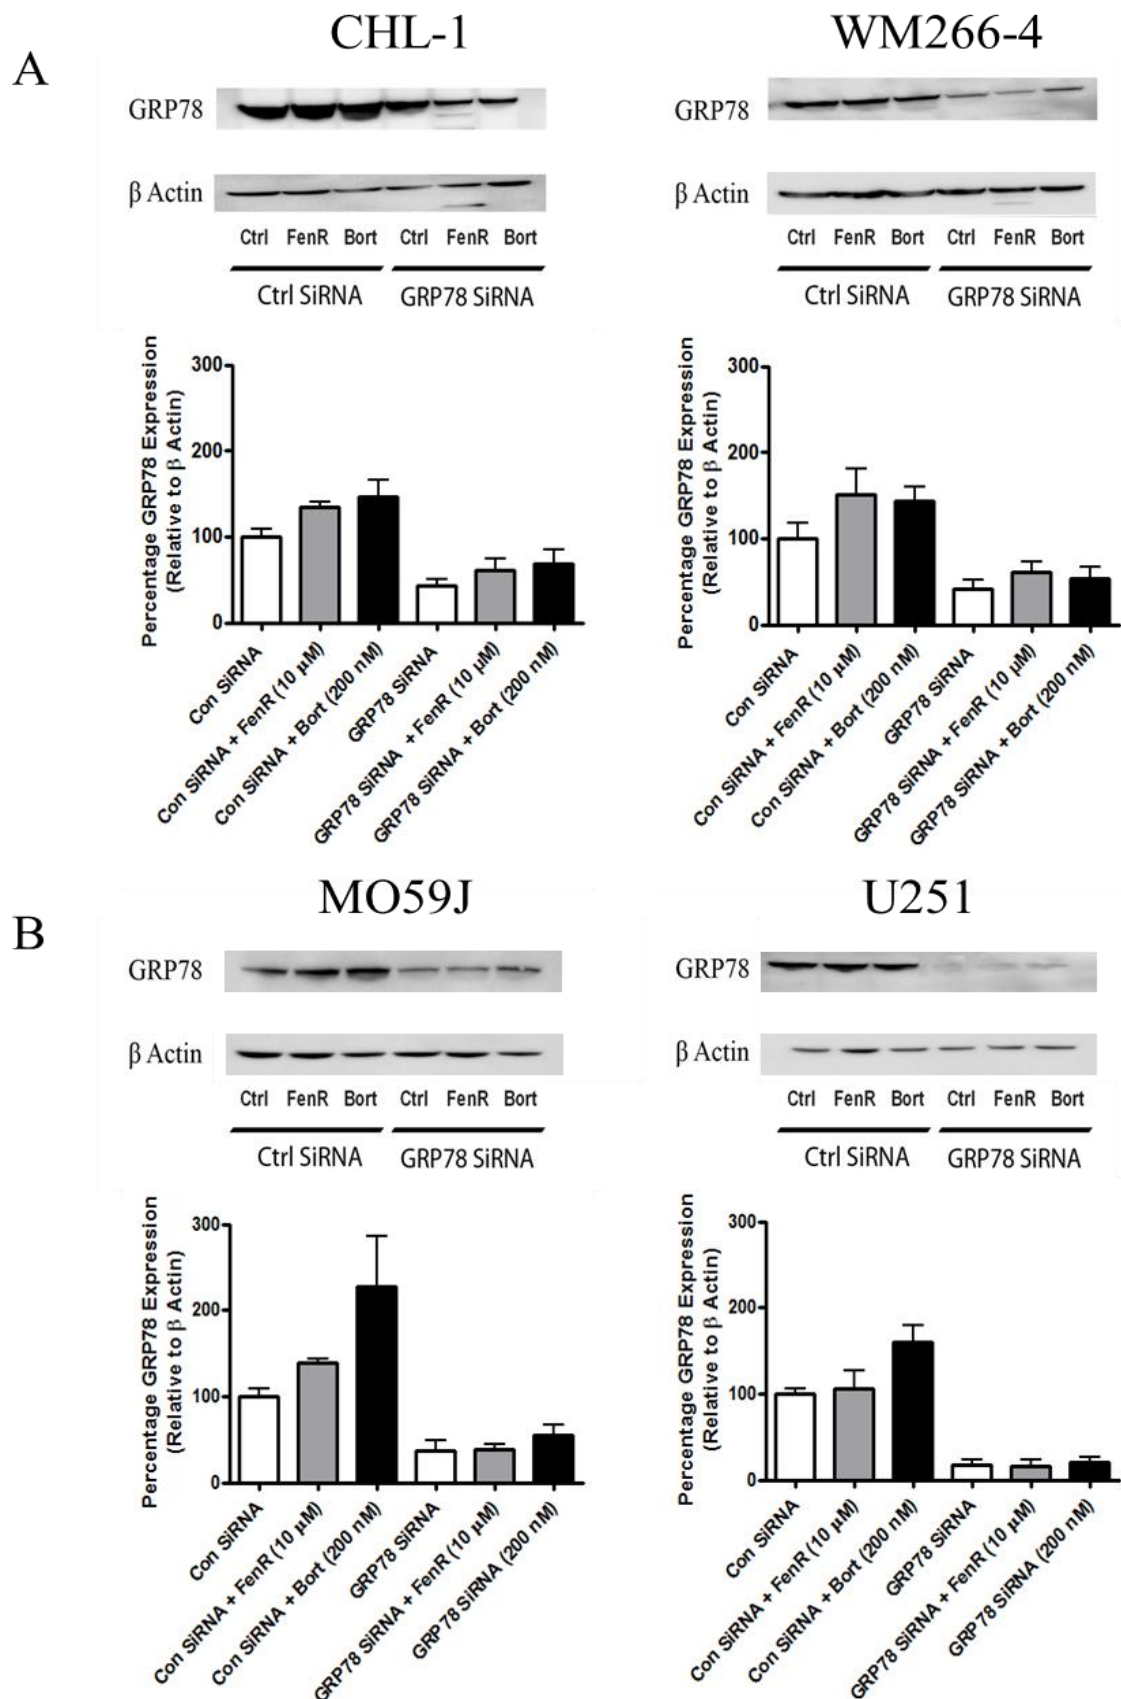 CHL-1
WM266-4
A
GRP78
β Actin
Ctrl FenR Bort Ctrl FenR Bort
Ctrl SiRNA GRP78 SiRNA
GRP78
β Actin
Ctrl FenR Bort Ctrl FenR Bort
Ctrl SiRNA GRP78 SiRNA
Percentage GRP78 Expression
(Relative to β Actin)
300
200
100
0
Con SiRNA
Con SiRNA + FenR (10 µM)
Con SiRNA + Bort (200 nM)
GRP78 SiRNA
GRP78 SiRNA + FenR (10 µM)
GRP78 SiRNA + Bort (200 nM)
Percentage GRP78 Expression
(Relative to β Actin)
300
200
100
0
Con SiRNA
Con SiRNA + FenR (10 µM)
Con SiRNA + Bort (200 nM)
GRP78 SiRNA
GRP78 SiRNA + FenR (10 µM)
GRP78 SiRNA + Bort (200 nM)
MO59J
U251
B
GRP78
β Actin
Ctrl FenR Bort Ctrl FenR Bort
Ctrl SiRNA GRP78 SiRNA
GRP78
β Actin
Ctrl FenR Bort Ctrl FenR Bort
Ctrl SiRNA GRP78 SiRNA
Percentage GRP78 Expression
(Relative to β Actin)
300
200
100
0
Con SiRNA
Con SiRNA + FenR (10 µM)
Con SiRNA + Bort (200 nM)
GRP78 SiRNA
GRP78 SiRNA + FenR (10 µM)
GRP78 SiRNA (200 nM)
Percentage GRP78 Expression
(Relative to β Actin)
300
200
100
0
Con SiRNA
Con SiRNA + FenR (10 µM)
Con SiRNA + Bort (200 nM)
GRP78 SiRNA
GRP78 SiRNA + FenR (10 µM)
GRP78 SiRNA (200 nM)